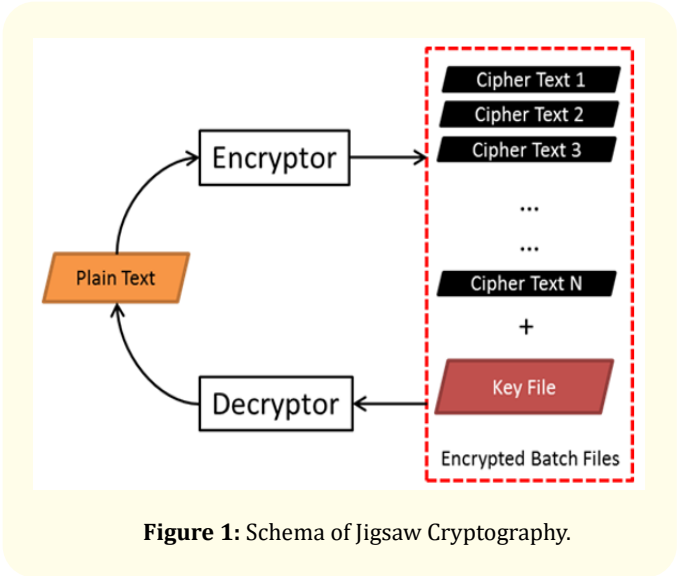 Cipher Text 1
Cipher Text 2
Encryptor
Cipher Text 3
...
...
Plain Text
Cipher Text N
+
Key File
Decryptor
Encrypted Batch Files
Figure 1: Schema of Jigsaw Cryptography.